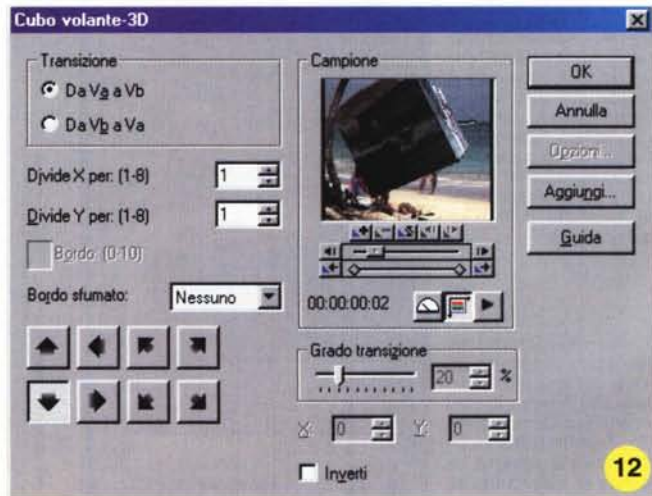 Cubo volante-3D
Transizione
Da Va a Vb
Da Vb a Va
Divide X per: (1-8) 1
Divide Y per: (1-8) 1
Bordo: (0-10)
Bordo sfumato: Nessuno
Campione
00:00:00:02
Grado transizione
20 %
X: 0 Y: 0
Inverti
OK
Annulla
Opzioni...
Aggiungi...
Guida
12